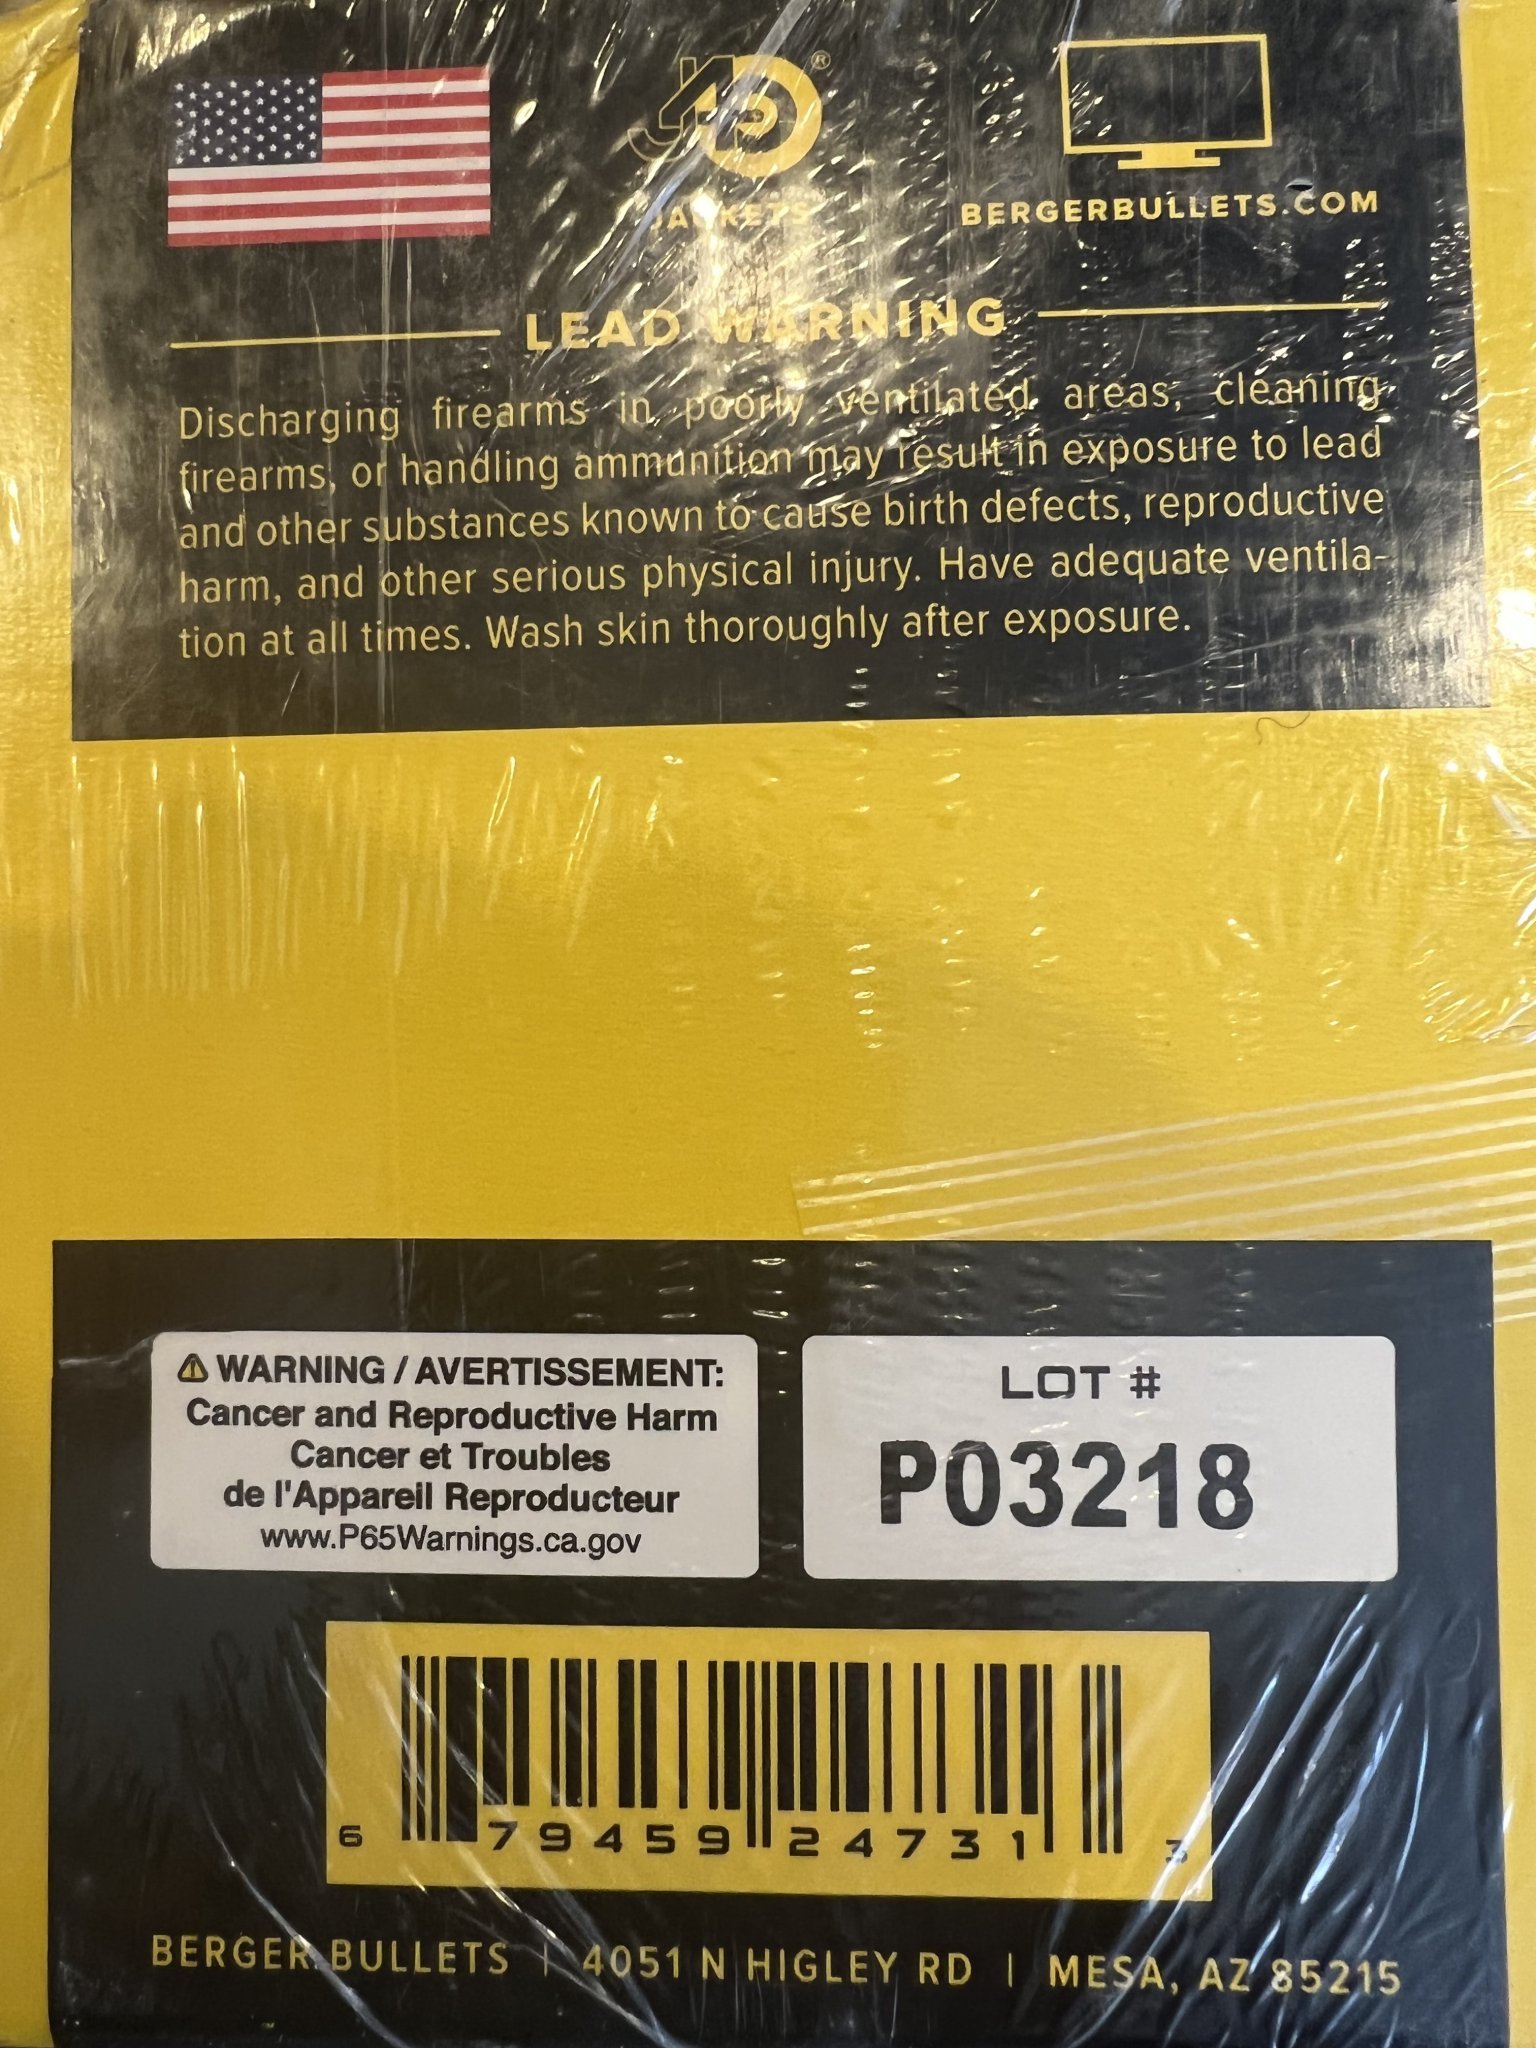 J4
®
JACKETS
BERGERBULLETS.COM
LEAD WARNING
Discharging firearms in poorly ventilated areas, cleaning
firearms, or handling ammunition may result in exposure to lead
and other substances known to cause birth defects, reproductive
harm, and other serious physical injury. Have adequate ventila-
tion at all times. Wash skin thoroughly after exposure.
⚠ WARNING / AVERTISSEMENT:
Cancer and Reproductive Harm
Cancer et Troubles
de l'Appareil Reproducteur
www.P65Warnings.ca.gov
LOT #
P03218
6 79459 24731 3
BERGER BULLETS | 4051 N HIGLEY RD | MESA, AZ 85215